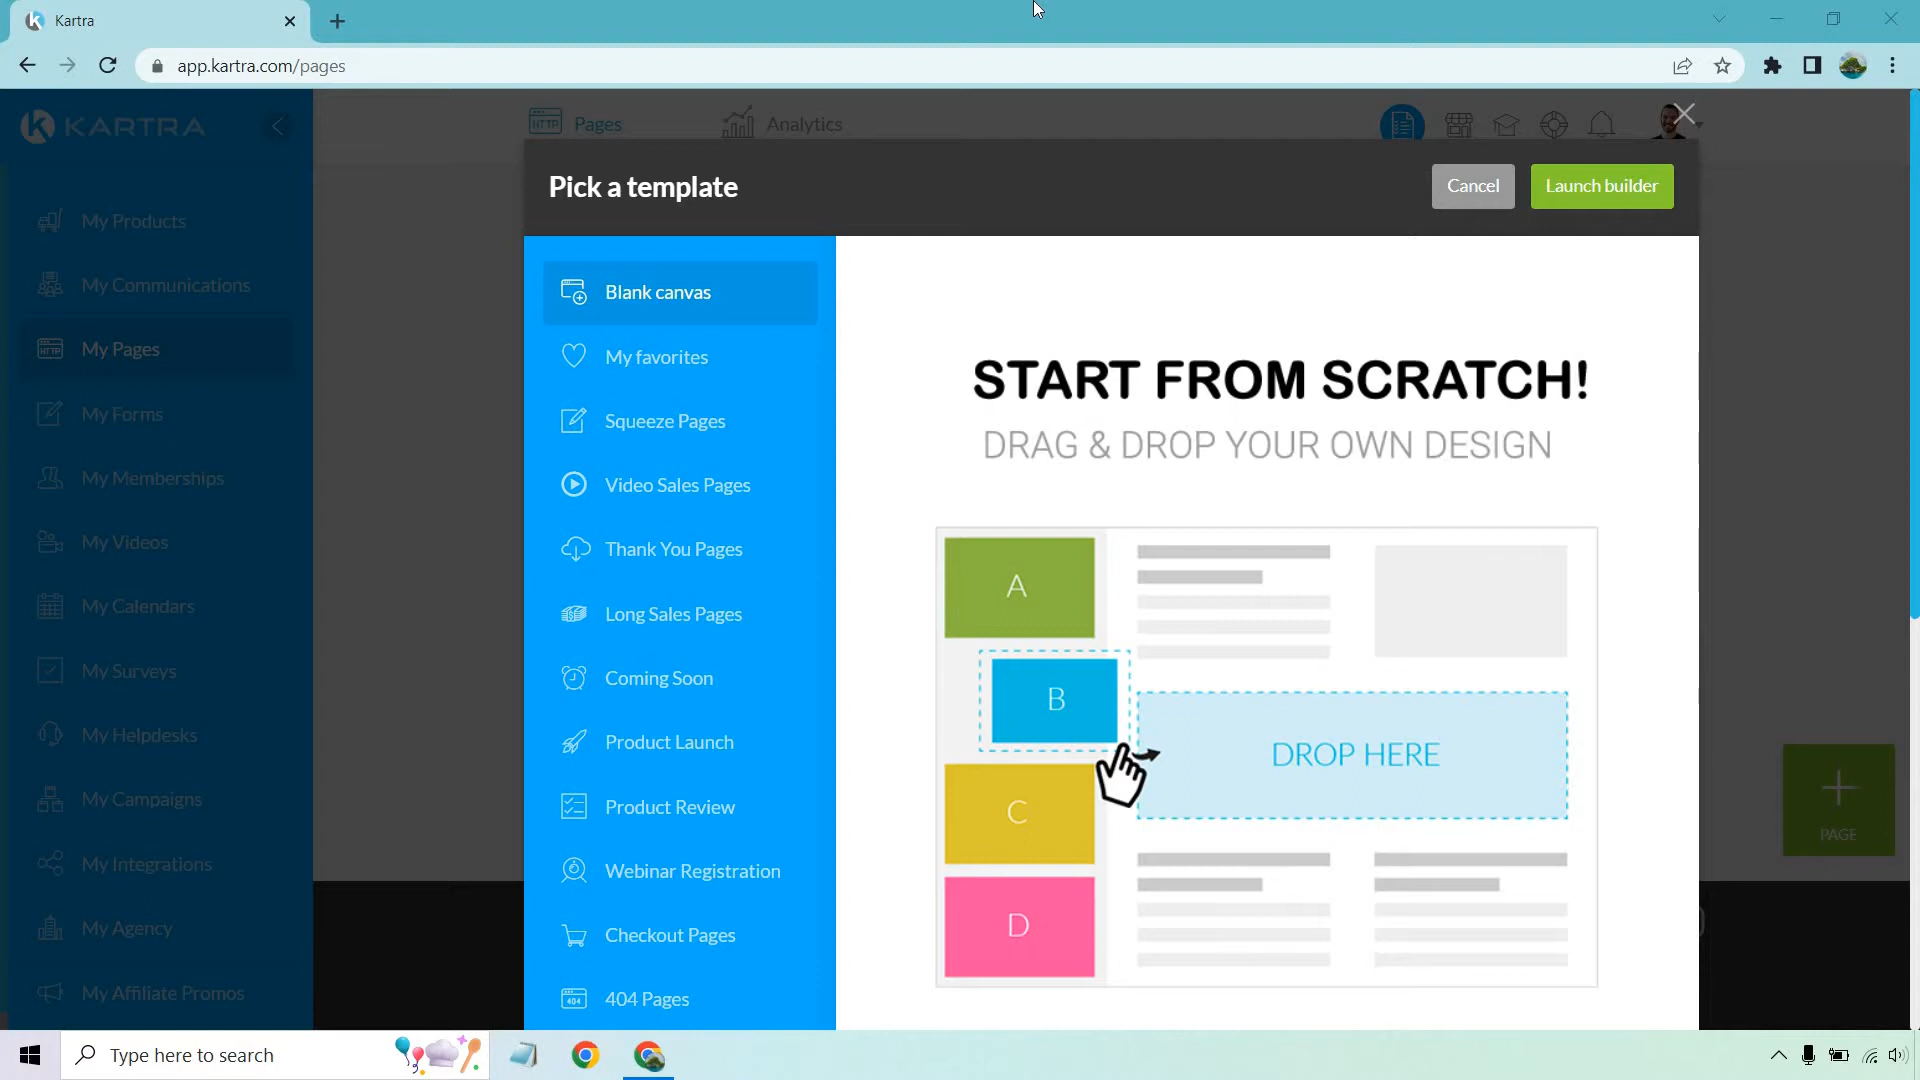 Kartra
app.kartra.com/pages
KARTRA
HTTP
Pages
Analytics
Pick a template
Cancel
Launch builder
My Products
My Communications
HTTP
My Pages
My Forms
My Memberships
My Videos
My Calendars
My Surveys
My Helpdesks
My Campaigns
My Integrations
My Agency
My Affiliate Promos
Blank canvas
My favorites
Squeeze Pages
Video Sales Pages
Thank You Pages
Long Sales Pages
Coming Soon
Product Launch
Product Review
Webinar Registration
Checkout Pages
404
404 Pages
START FROM SCRATCH!
DRAG & DROP YOUR OWN DESIGN
A
B
DROP HERE
C
D
PAGE
Type here to search